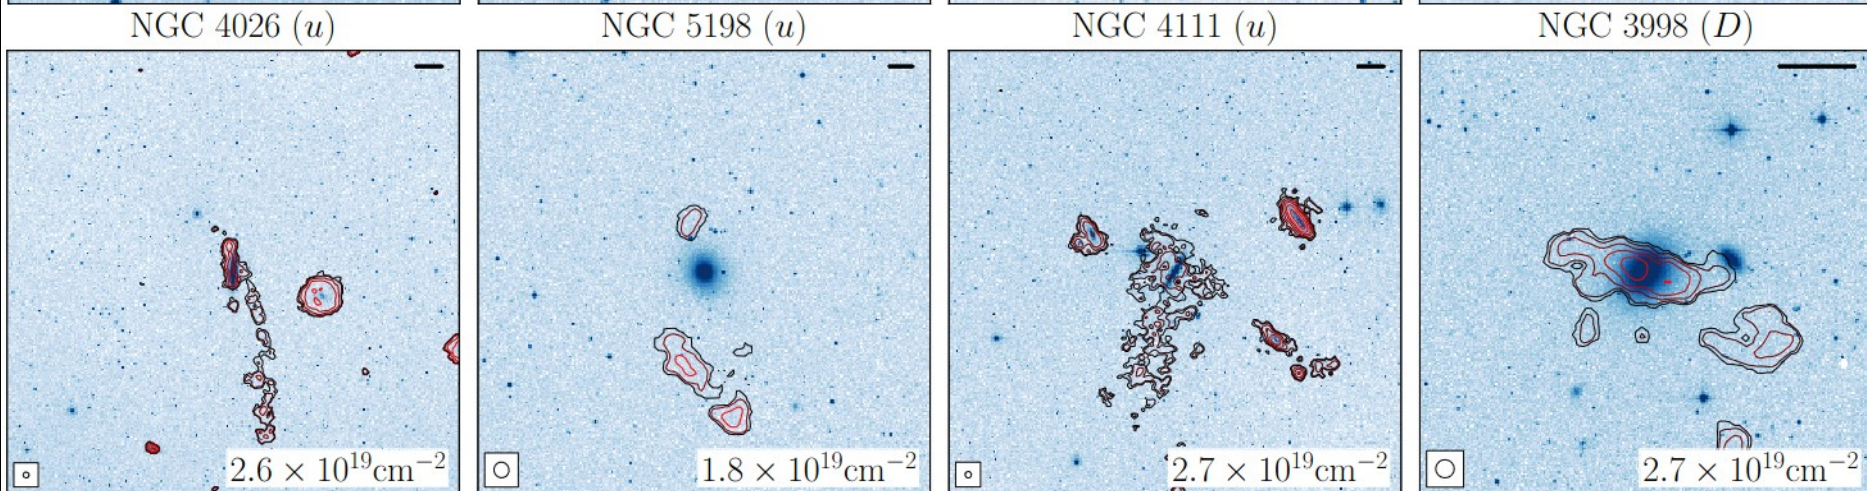 NGC 4026 (u)
NGC 5198 (u)
NGC 4111 (u)
NGC 3998 (D)
2.6 × 10¹⁹cm⁻²
1.8 × 10¹⁹cm⁻²
2.7 × 10¹⁹cm⁻²
2.7 × 10¹⁹cm⁻²